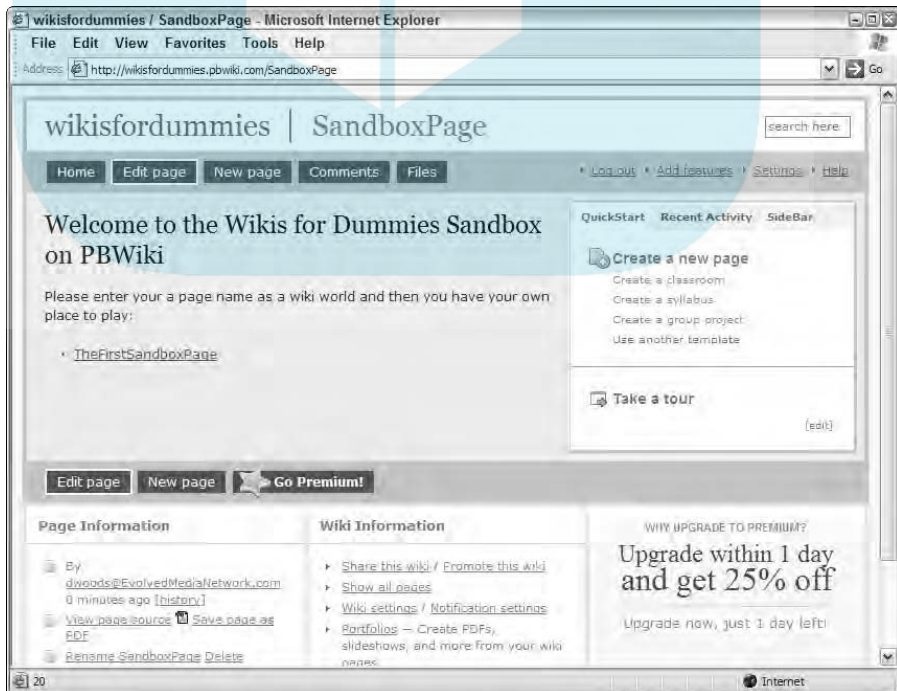 wikisfordummies / SandboxPage - Microsoft Internet Explorer
File Edit View Favorites Tools Help
Address http://wikisfordummies.pbwiki.com/SandboxPage Go
wikisfordummies | SandboxPage
search here
Home Edit page New page Comments Files
Log out Add features Settings Help
Welcome to the Wikis for Dummies Sandbox
on PBWiki
Please enter your a page name as a wiki world and then you have your own
place to play:
TheFirstSandboxPage
QuickStart Recent Activity SideBar
Create a new page
Create a classroom
Create a syllabus
Create a group project
Use another template
Take a tour
[edit]
Edit page New page Go Premium!
Page Information
By
dwoods@EvolvedMediaNetwork.com
0 minutes ago [history]
View page source Save page as
PDF
Rename SandboxPage Delete
Wiki Information
Share this wiki / Promote this wiki
Show all pages
Wiki settings / Notification settings
Portfolios — Create PDFs,
slideshows, and more from your wiki
pages
WHY UPGRADE TO PREMIUM?
Upgrade within 1 day
and get 25% off
Upgrade now, just 1 day left!
20 Internet